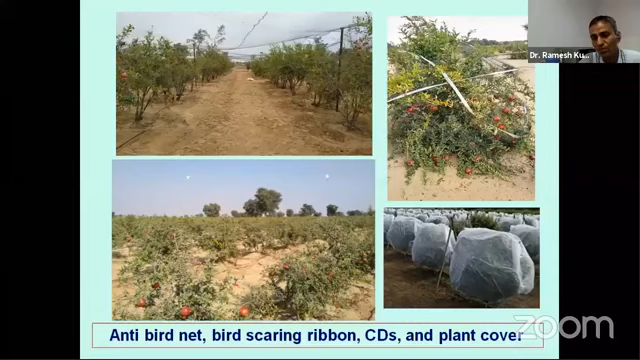 Dr. Ramesh Ku...
Anti bird net, bird scaring ribbon, CDs, and plant cover
zoom